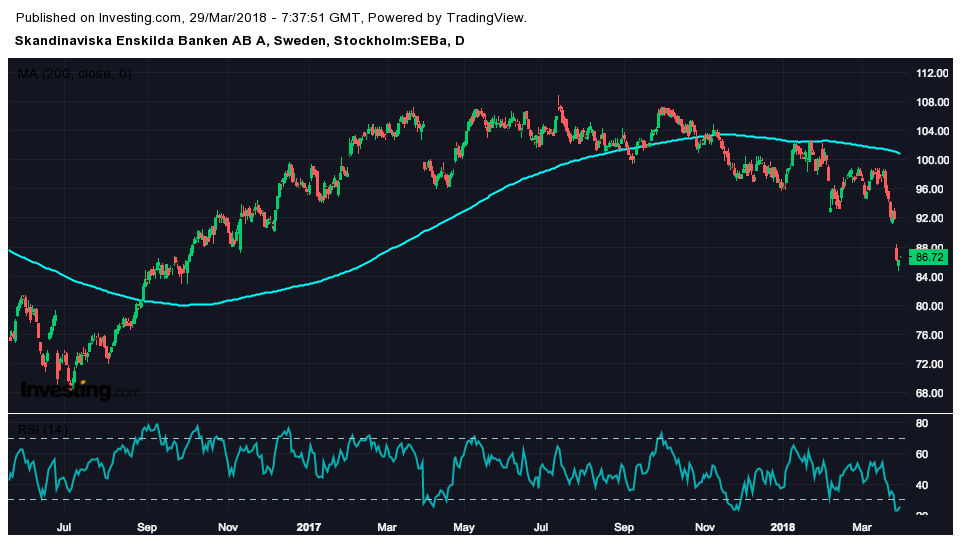 Published on Investing.com, 29/Mar/2018 - 7:37:51 GMT, Powered by TradingView.
Skandinaviska Enskilda Banken AB A, Sweden, Stockholm:SEBa, D
MA (200, close, 0)
112.00
108.00
104.00
100.00
96.00
92.00
88.00
86.72
84.00
80.00
76.00
72.00
68.00
Investing.com
RSI (14)
80
60
40
20
Jul Sep Nov 2017 Mar May Jul Sep Nov 2018 Mar